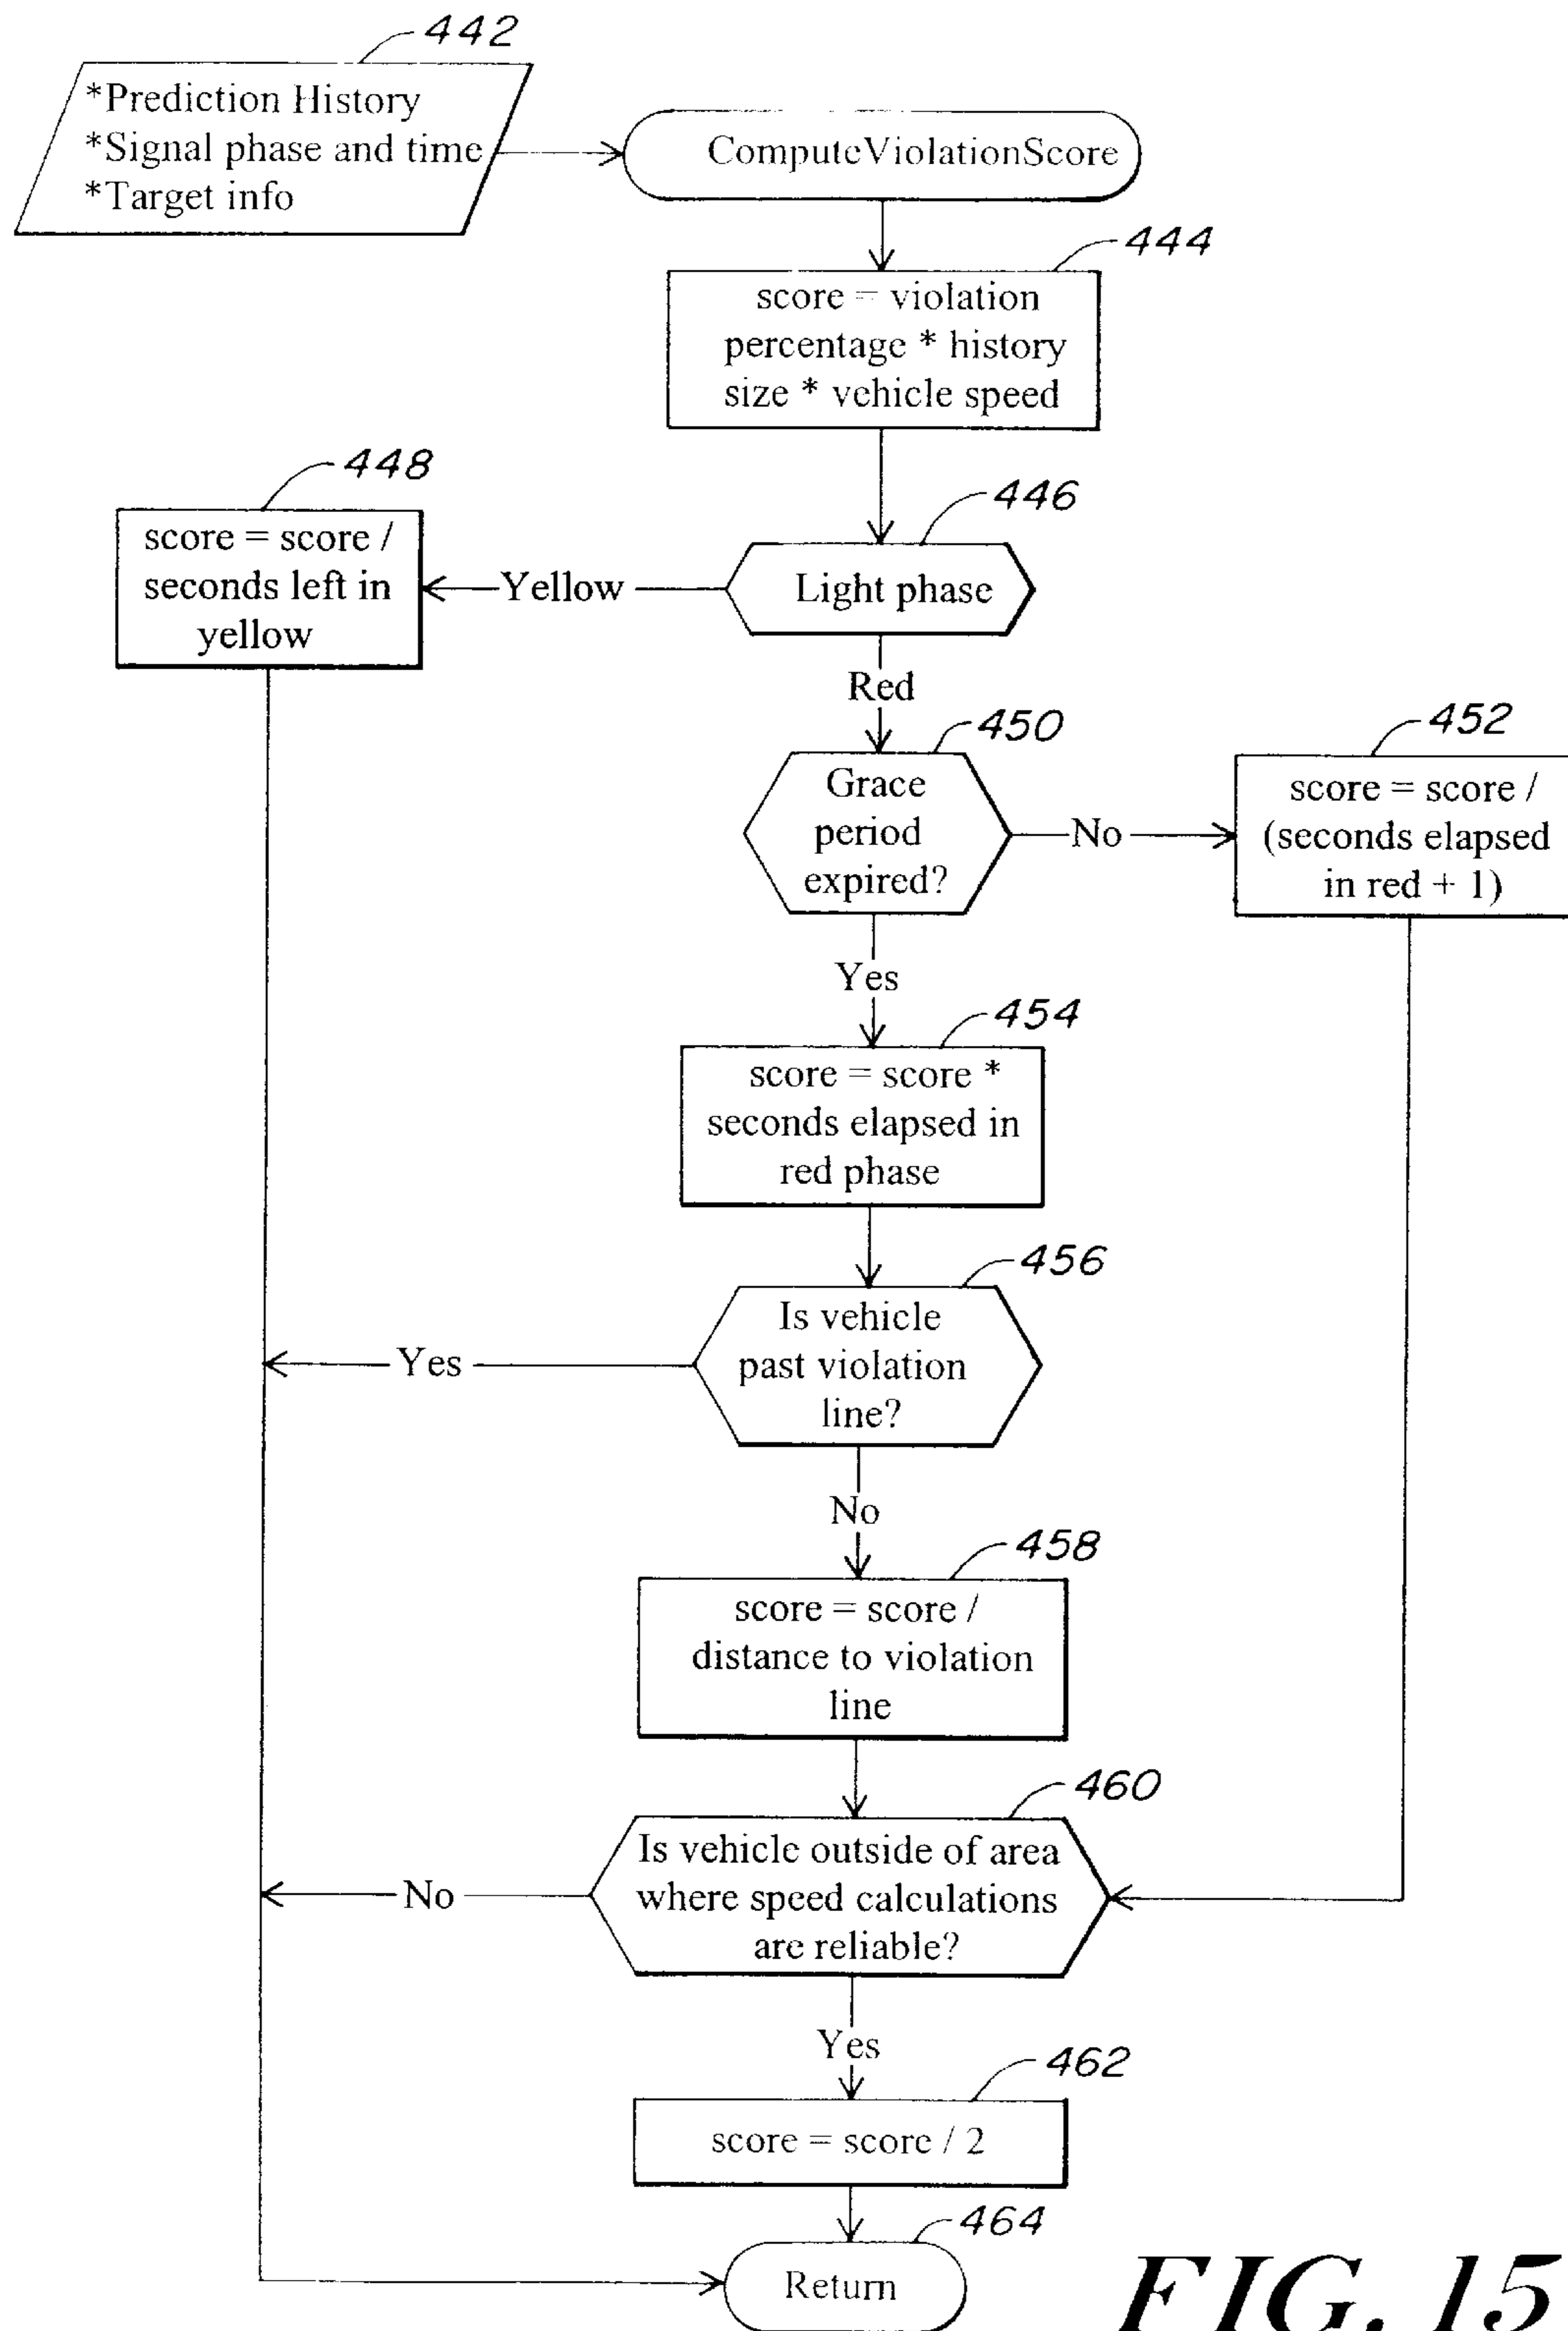 442
*Prediction History
*Signal phase and time
*Target info
ComputeViolationScore
444
score = violation
percentage * history
size * vehicle speed
448
score = score /
seconds left in
yellow
446
Yellow
Light phase
Red
450
Grace
period
expired?
No
452
score = score /
(seconds elapsed
in red + 1)
Yes
454
score = score *
seconds elapsed in
red phase
456
Is vehicle
past violation
line?
Yes
No
458
score = score /
distance to violation
line
460
Is vehicle outside of area
where speed calculations
are reliable?
No
Yes
462
score = score / 2
464
Return
FIG. 15